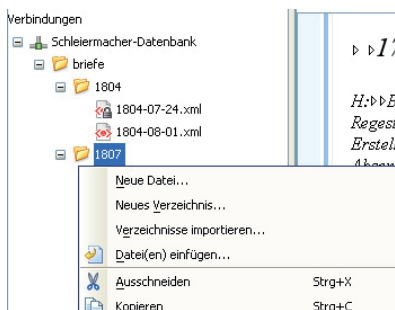 Verbindungen
Schleiermacher-Datenbank
briefe
1804
1804-07-24.xml
1804-08-01.xml
1807
Neue Datei...
Neues Verzeichnis...
Verzeichnisse importieren...
Datei(en) einfügen...
Ausschneiden Strg+X
Kopieren Strg+C
H:
Regest
Erstell